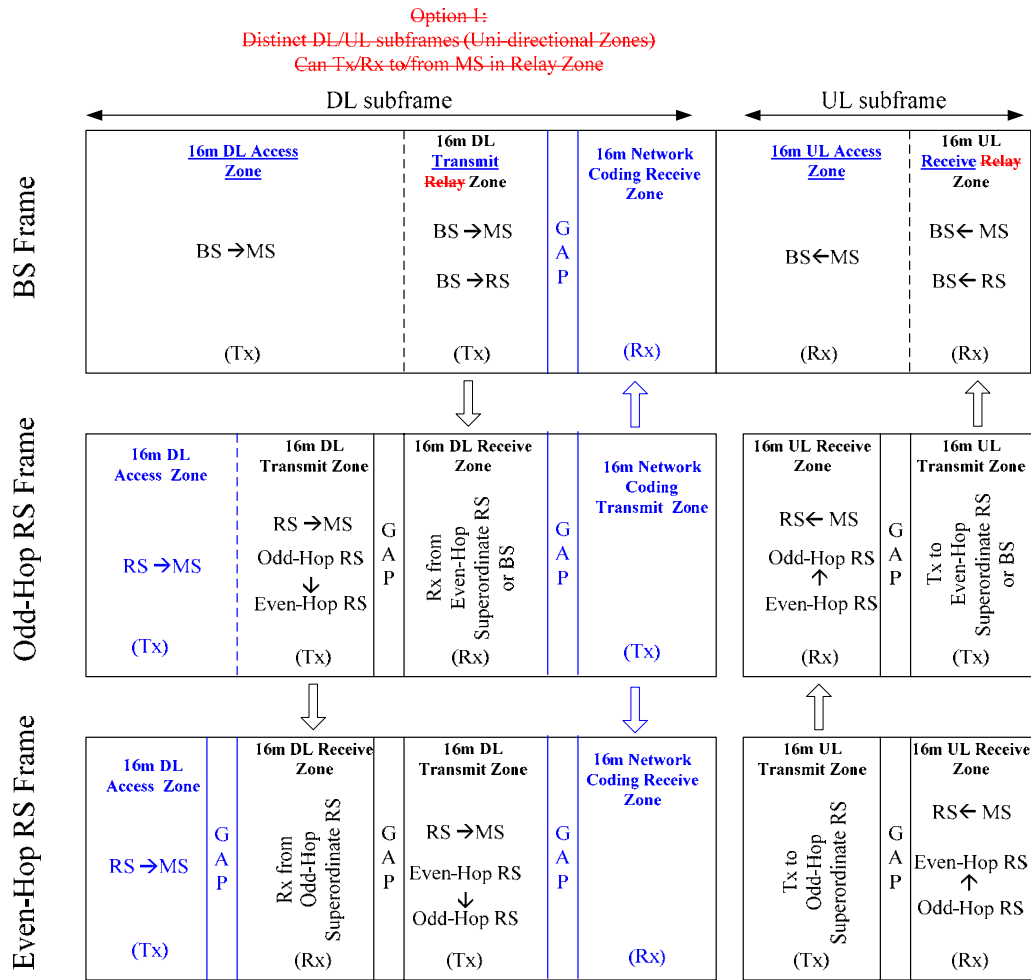 Option 1:
Distinct DL/UL subframes (Uni-directional Zones)
Can Tx/Rx to/from MS in Relay Zone
DL subframe
UL subframe
BS Frame
16m DL Access
Zone
BS →MS
(Tx)
16m DL
Transmit
Relay Zone
BS →MS
BS →RS
(Tx)
G
A
P
16m Network
Coding Receive
Zone
(Rx)
16m UL Access
Zone
BS←MS
(Rx)
16m UL
Receive Relay
Zone
BS← MS
BS← RS
(Rx)
Odd-Hop RS Frame
16m DL
Access Zone
RS →MS
(Tx)
16m DL
Transmit Zone
RS →MS
Odd-Hop RS
↓
Even-Hop RS
(Tx)
G
A
P
16m DL Receive
Zone
Rx from
Even-Hop
Superordinate RS
or BS
(Rx)
G
A
P
16m Network
Coding
Transmit Zone
(Tx)
16m UL Receive
Zone
RS← MS
Odd-Hop RS
↑
Even-Hop RS
(Rx)
G
A
P
16m UL
Transmit Zone
Tx to
Even-Hop
Superordinate RS
or BS
(Tx)
Even-Hop RS Frame
16m DL
Access Zone
RS →MS
(Tx)
G
A
P
16m DL Receive
Zone
Rx from
Odd-Hop
Superordinate RS
(Rx)
G
A
P
16m DL
Transmit Zone
RS →MS
Even-Hop RS
↓
Odd-Hop RS
(Tx)
G
A
P
16m Network
Coding Receive
Zone
(Rx)
16m UL
Transmit Zone
Tx to
Odd-Hop
Superordinate RS
(Tx)
G
A
P
16m UL Receive
Zone
RS← MS
Even-Hop RS
↑
Odd-Hop RS
(Rx)